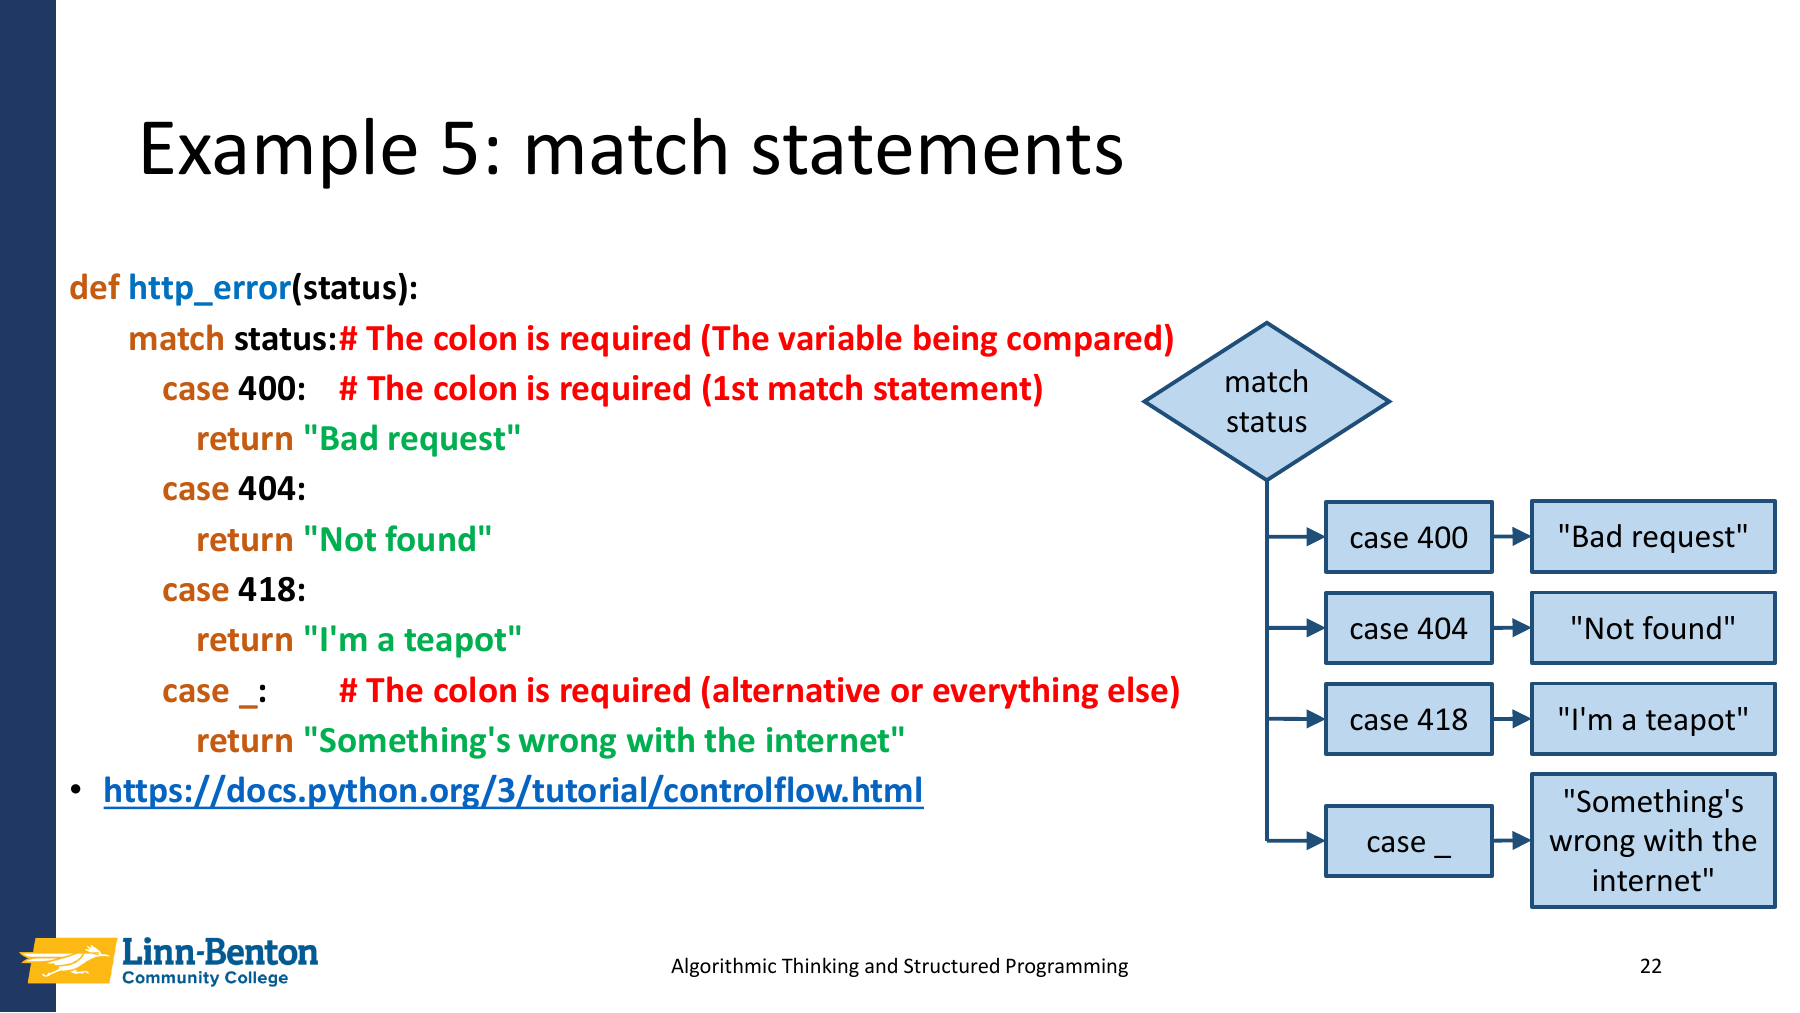 Example 5: match statements
def http_error(status):
match status:# The colon is required (The variable being compared)
case 400: # The colon is required (1st match statement)
return "Bad request"
case 404:
return "Not found"
case 418:
return "I'm a teapot"
case _: # The colon is required (alternative or everything else)
return "Something's wrong with the internet"
• https://docs.python.org/3/tutorial/controlflow.html
match
status
case 400
"Bad request"
case 404
"Not found"
case 418
"I'm a teapot"
case _
"Something's
wrong with the
internet"
Linn-Benton
Community College
Algorithmic Thinking and Structured Programming
22